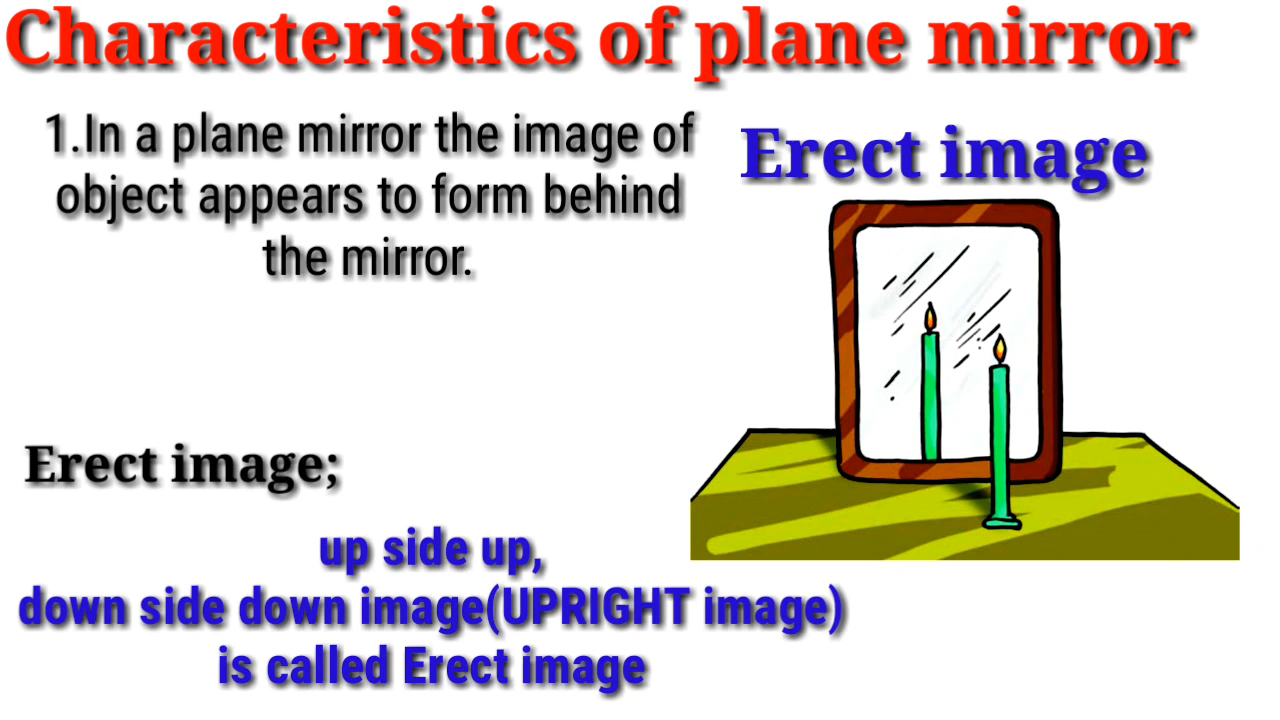 Characteristics of plane mirror
1.In a plane mirror the image of
object appears to form behind
the mirror.
Erect image
Erect image;
up side up,
down side down image(UPRIGHT image)
is called Erect image